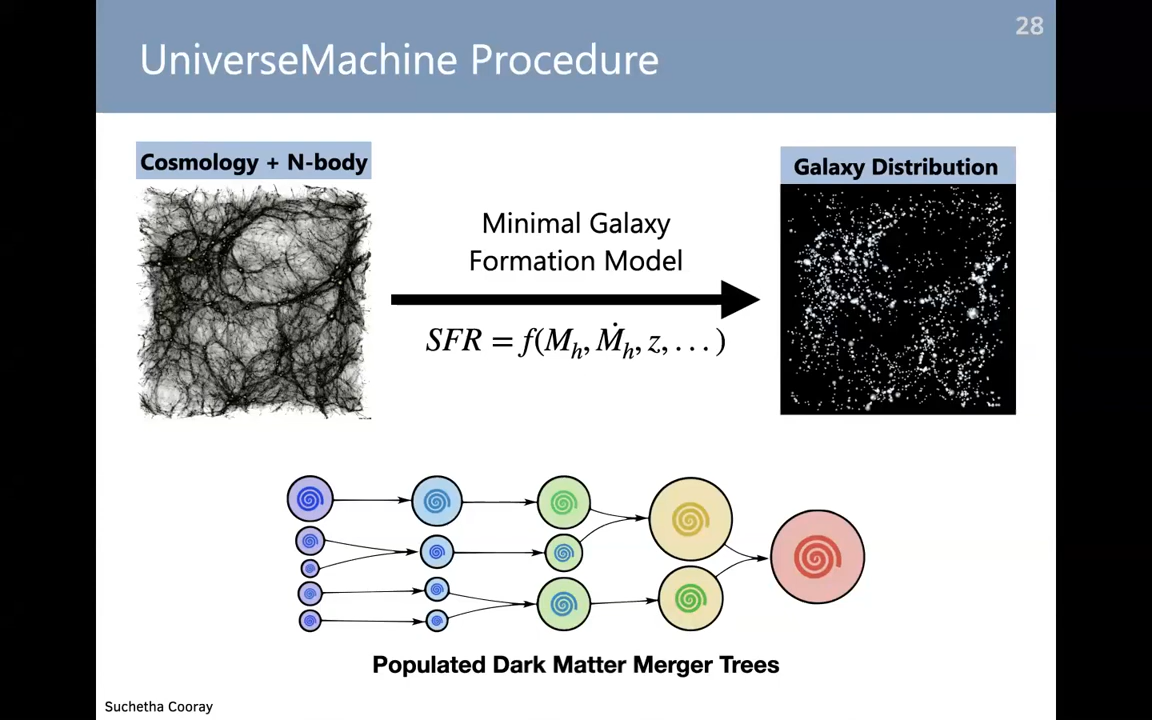 28
UniverseMachine Procedure
Cosmology + N-body
Galaxy Distribution
Minimal Galaxy
Formation Model
SFR = f(M_h, Ṁ_h, z, . . . )
Populated Dark Matter Merger Trees
Suchetha Cooray